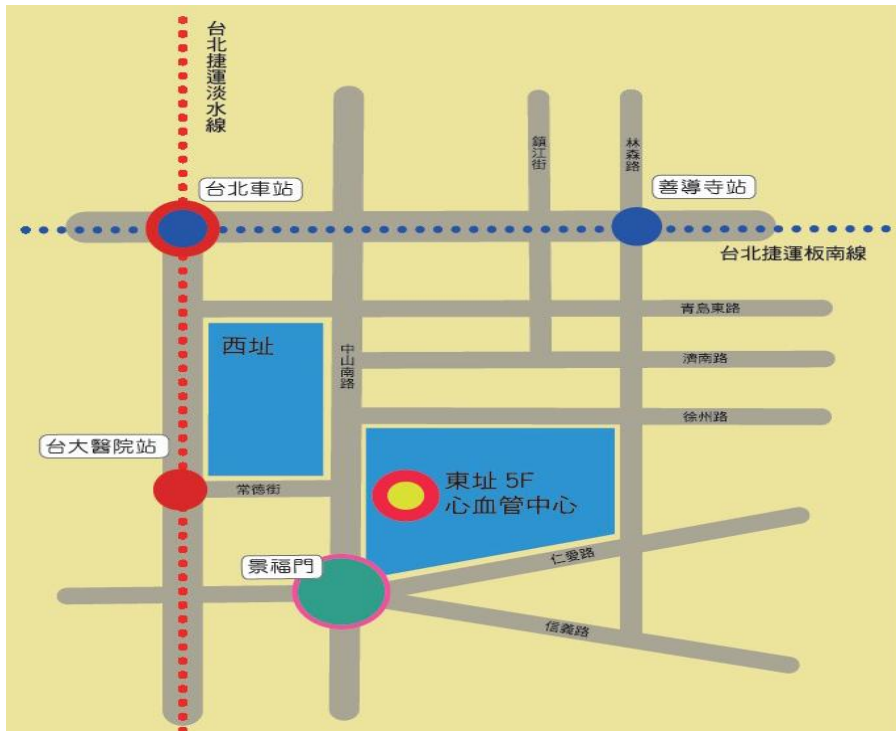 台北捷運淡水線
鎮江街
林森路
台北車站
善導寺站
台北捷運板南線
青島東路
西址
中山南路
濟南路
徐州路
台大醫院站
東址 5F
心血管中心
常德街
仁愛路
景福門
信義路